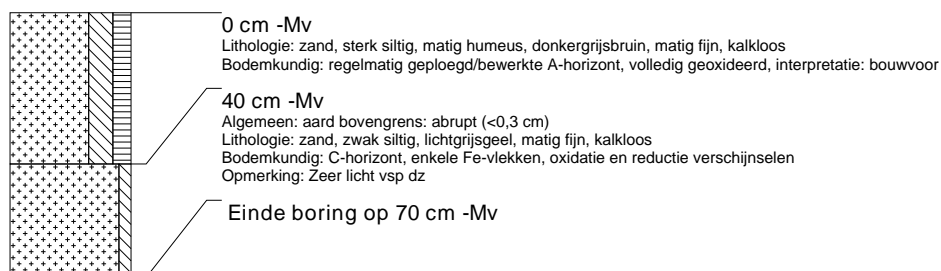 0 cm -Mv
Lithologie: zand, sterk siltig, matig humeus, donkergrijsbruin, matig fijn, kalkloos
Bodemkundig: regelmatig geploegd/bewerkte A-horizont, volledig geoxideerd, interpretatie: bouwvoor
40 cm -Mv
Algemeen: aard bovengrens: abrupt (<0,3 cm)
Lithologie: zand, zwak siltig, lichtgrijsgeel, matig fijn, kalkloos
Bodemkundig: C-horizont, enkele Fe-vlekken, oxidatie en reductie verschijnselen
Opmerking: Zeer licht vsp dz
Einde boring op 70 cm -Mv